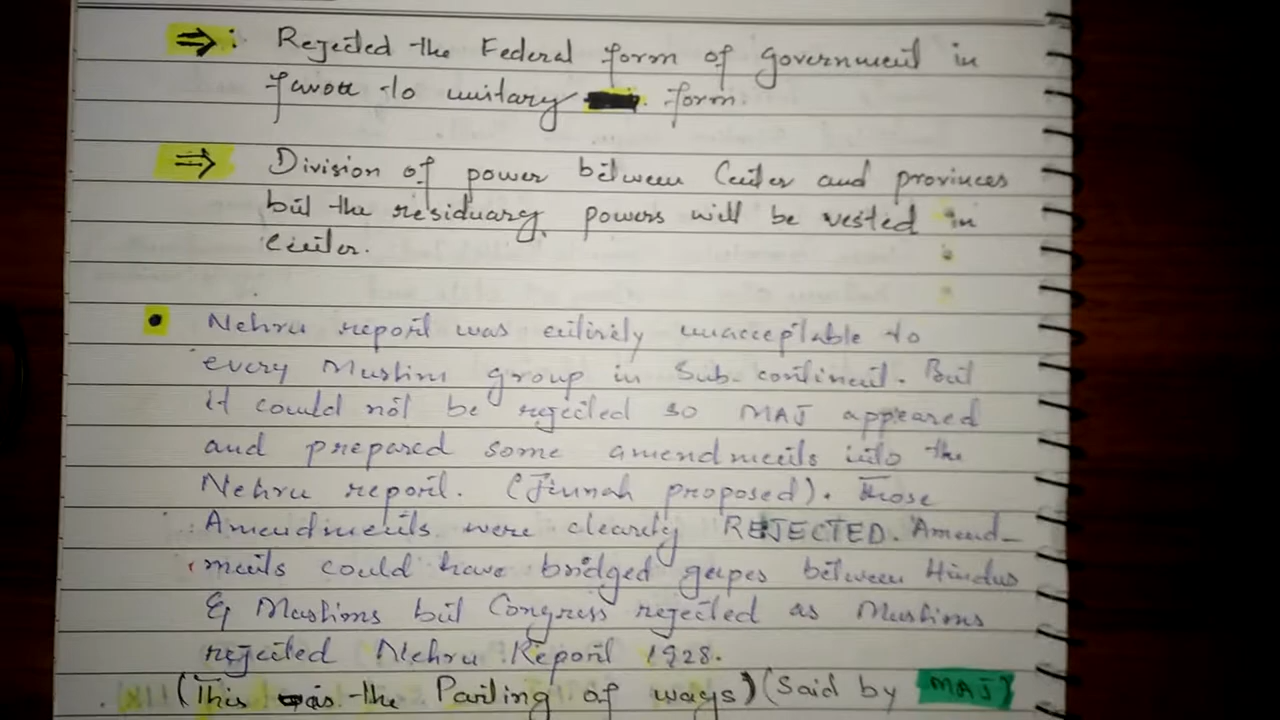 ⇒: Rejected the Federal form of government in
favou to unitary form.
⇒ Division of power between Center and provinces
but the residuary, powers will be vested in
Center.
• Nehru report was entirely unacceptable to
every Muslim group in Sub-continent. But
it could not be rejected so MAJ appeared
and prepared some amendments into the
Nehru report. (Jinnah proposed). Those
Amendments were clearly REJECTED. Amend-
ments could have bridged gapes between Hindus
& Muslims but Congress rejected as Muslims
rejected Nehru Report 1928.
(This is the Parting of ways) (Said by MAJ)